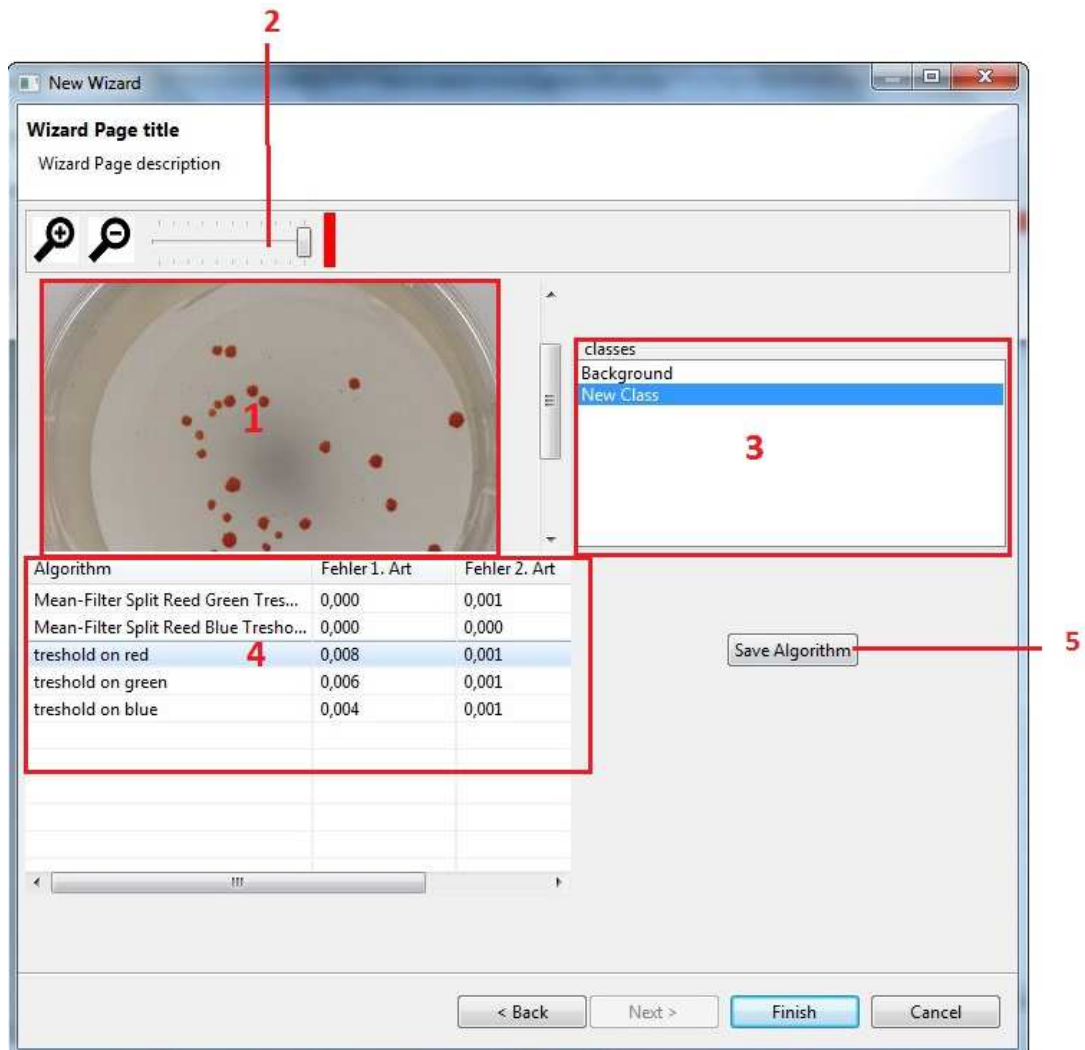 2
New Wizard
Wizard Page title
Wizard Page description
1
classes
Background
New Class
3
Algorithm Fehler 1. Art Fehler 2. Art
Mean-Filter Split Reed Green Tres... 0,000 0,001
Mean-Filter Split Reed Blue Tresho... 0,000 0,000
treshold on red 4 0,008 0,001
treshold on green 0,006 0,001
treshold on blue 0,004 0,001
Save Algorithm 5
< Back Next > Finish Cancel